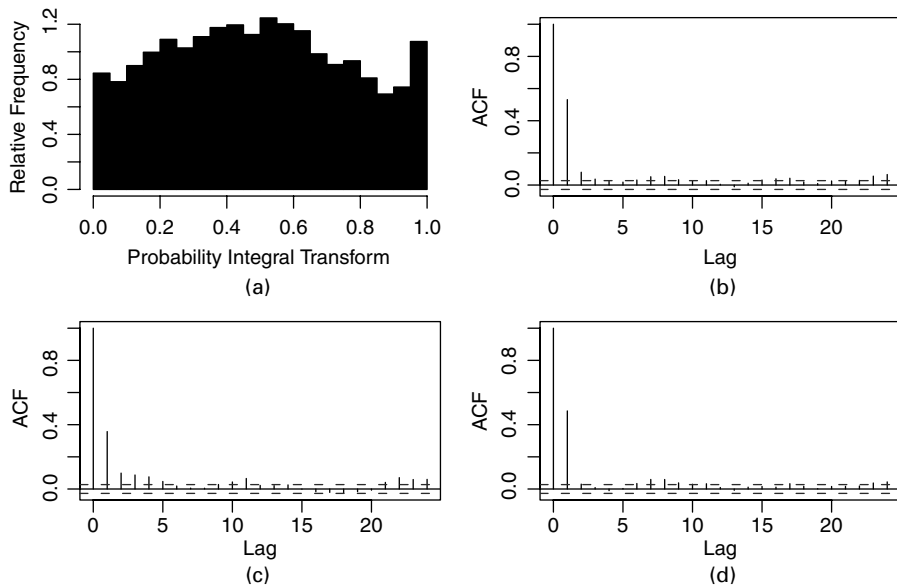 Relative Frequency
0.0 0.4 0.8 1.2
0.0 0.2 0.4 0.6 0.8 1.0
Probability Integral Transform
(a)
ACF
0.0 0.4 0.8
0 5 10 15 20
Lag
(b)
ACF
0.0 0.4 0.8
0 5 10 15 20
Lag
(c)
ACF
0.0 0.4 0.8
0 5 10 15 20
Lag
(d)